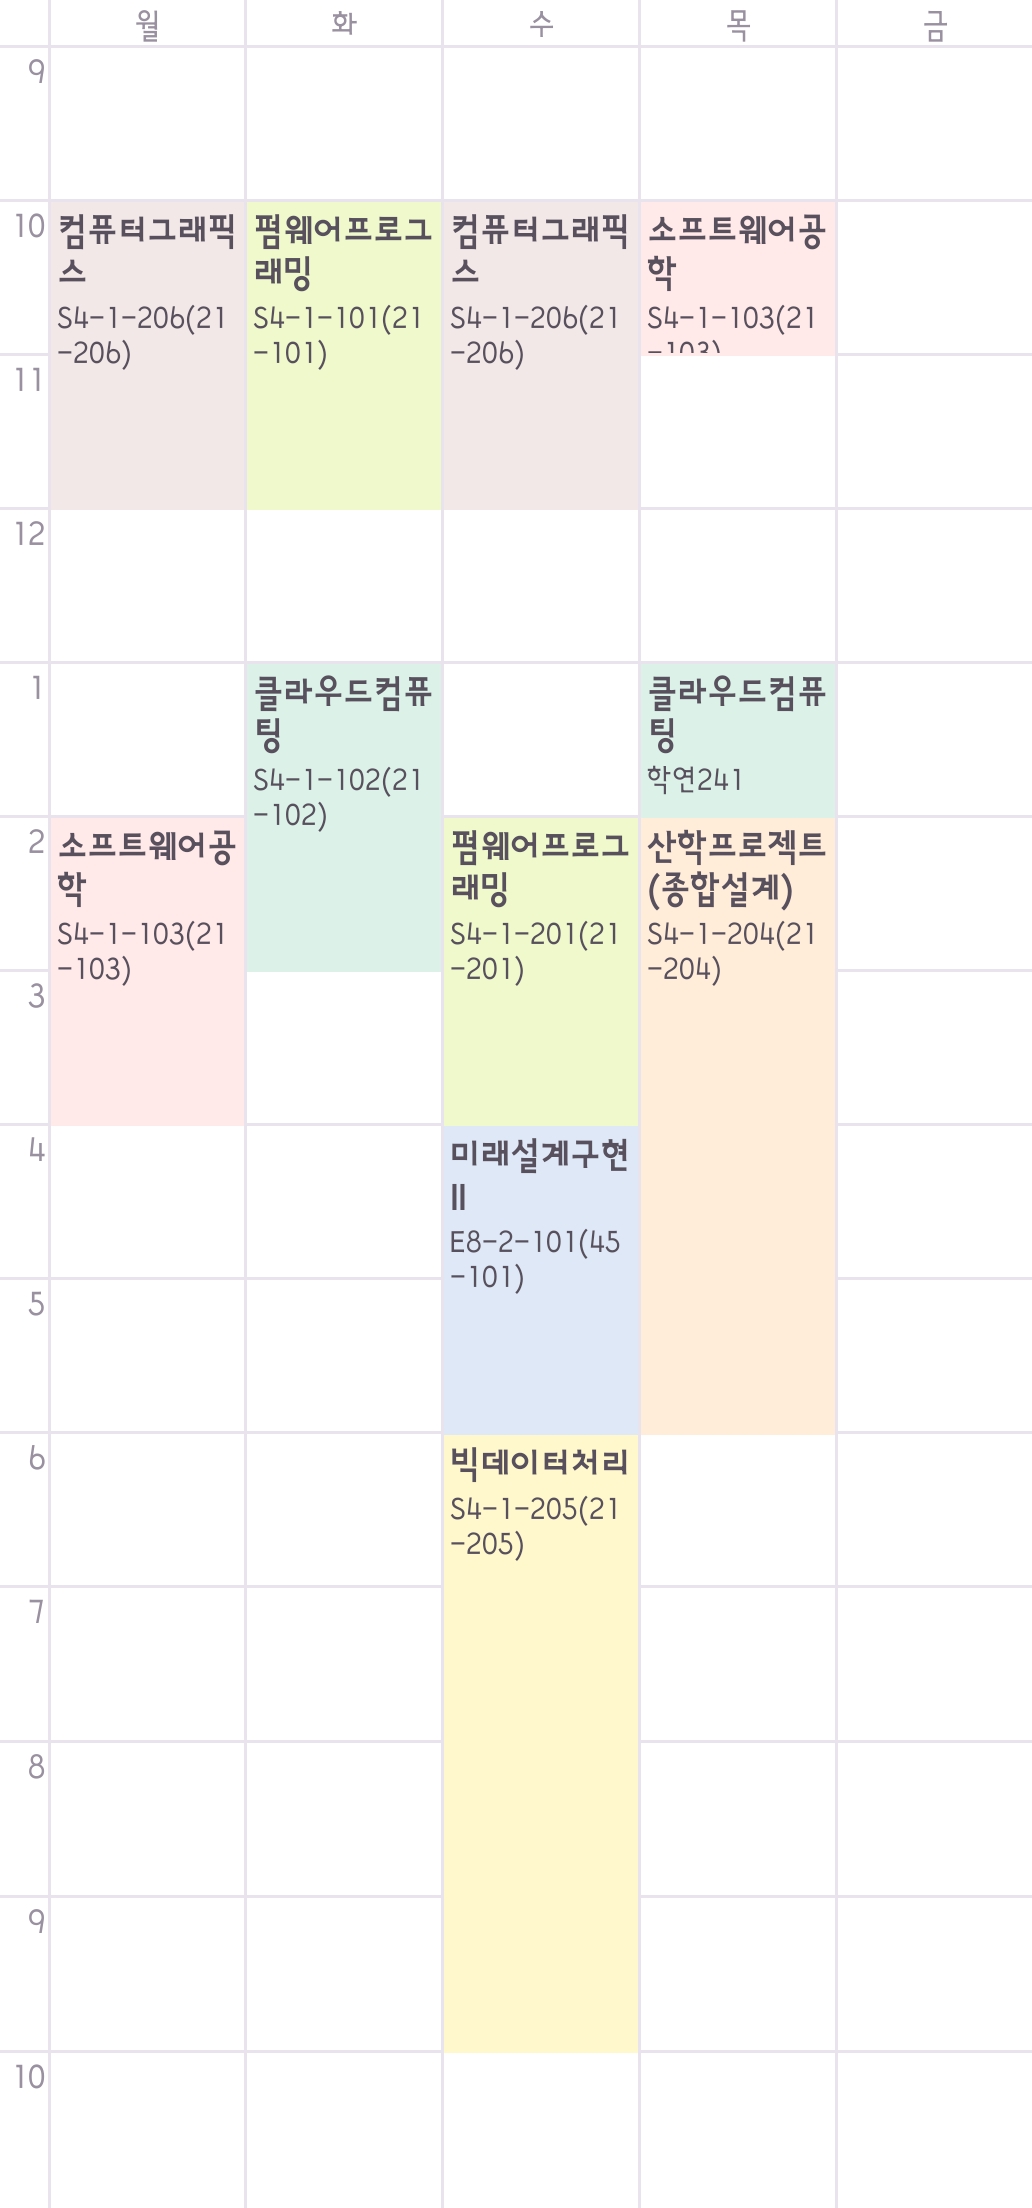 월 화 수 목 금
9
10
컴퓨터그래픽
스
S4-1-206(21
-206)
펌웨어프로그
래밍
S4-1-101(21
-101)
컴퓨터그래픽
스
S4-1-206(21
-206)
소프트웨어공
학
S4-1-103(21
-103)
11
12
1
클라우드컴퓨
팅
S4-1-102(21
-102)
클라우드컴퓨
팅
학연241
2
소프트웨어공
학
S4-1-103(21
-103)
펌웨어프로그
래밍
S4-1-201(21
-201)
산학프로젝트
(종합설계)
S4-1-204(21
-204)
3
4
미래설계구현
II
E8-2-101(45
-101)
5
6
빅데이터처리
S4-1-205(21
-205)
7
8
9
10